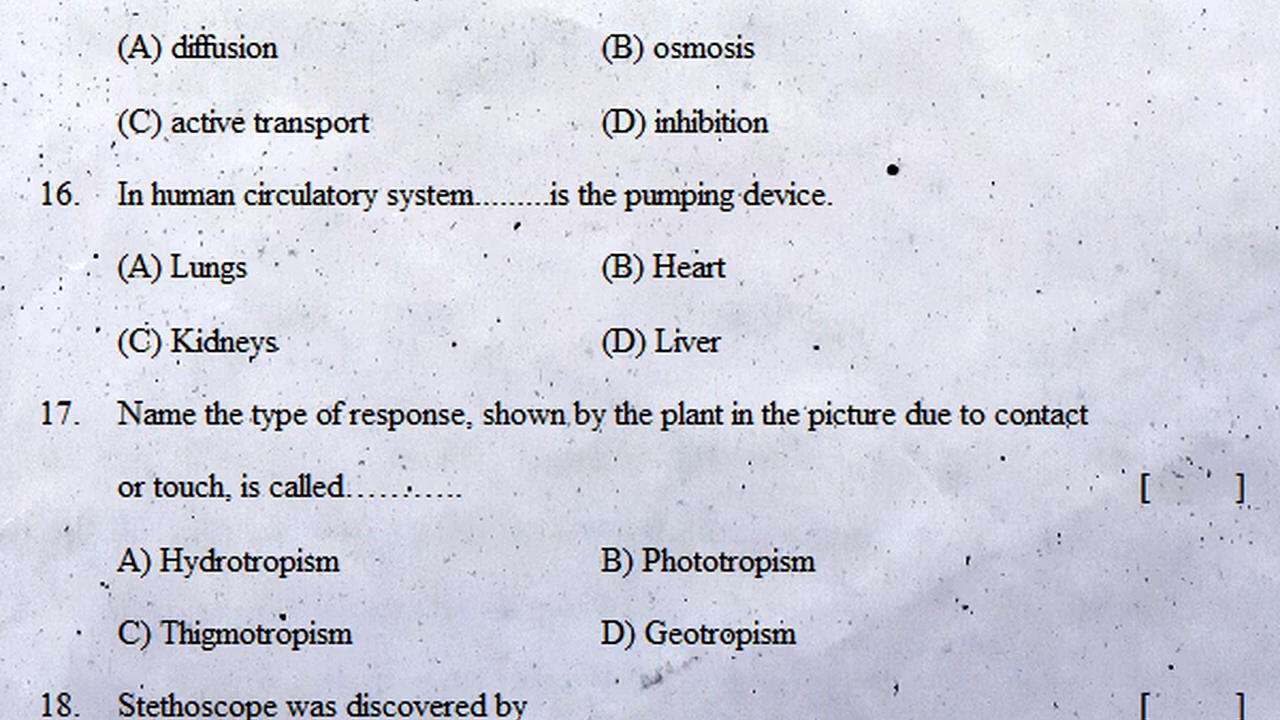 (A) diffusion (B) osmosis
(C) active transport (D) inhibition
16. In human circulatory system.........is the pumping device.
(A) Lungs (B) Heart
(C) Kidneys (D) Liver
17. Name the type of response, shown by the plant in the picture due to contact
or touch, is called........... [ ]
A) Hydrotropism B) Phototropism
C) Thigmotropism D) Geotropism
18. Stethoscope was discovered by [ ]